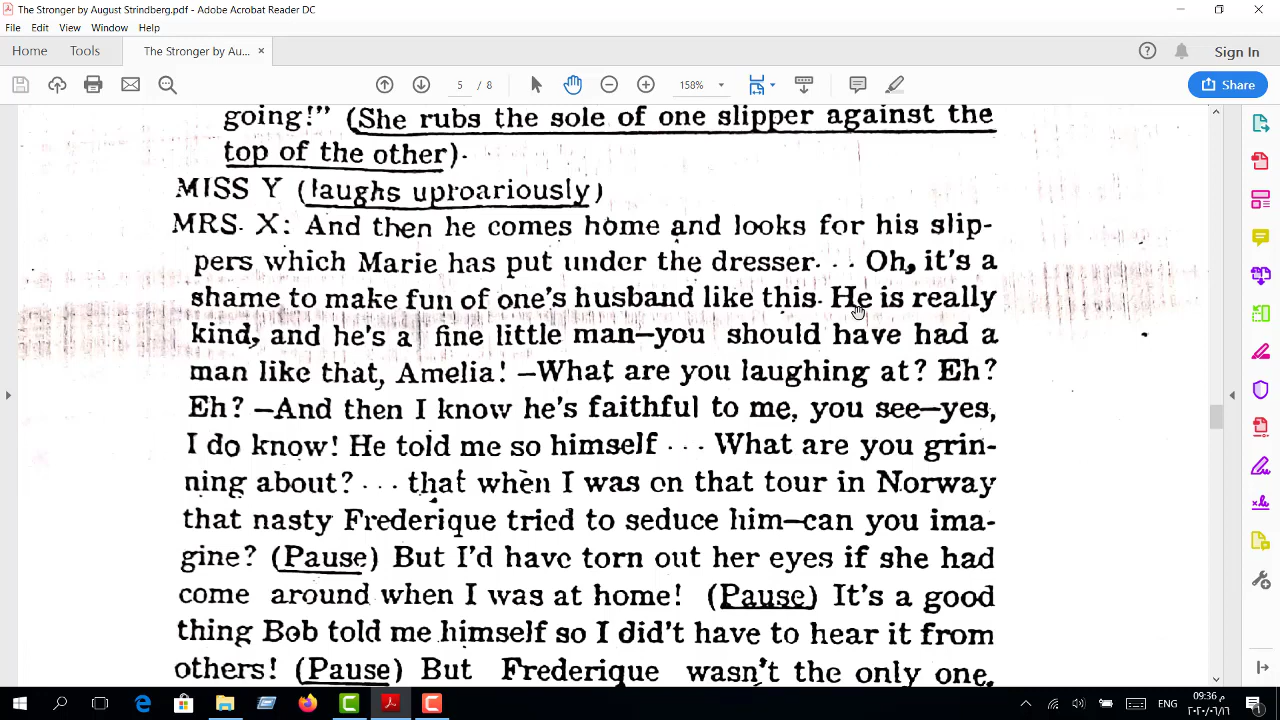 The Stronger by August Strindberg.pdf - Adobe Acrobat Reader DC
File Edit View Window Help
Home Tools The Stronger by Au... × Sign In
5 / 8 158% Share
going!" (She rubs the sole of one slipper against the
top of the other).
MISS Y (laughs uproariously)
MRS. X: And then he comes home and looks for his slip-
pers which Marie has put under the dresser... Oh, it's a
shame to make fun of one's husband like this. He is really
kind, and he's a fine little man—you should have had a
man like that, Amelia! —What are you laughing at? Eh?
Eh? —And then I know he's faithful to me, you see—yes,
I do know! He told me so himself ... What are you grin-
ning about? ... that when I was on that tour in Norway
that nasty Frederique tried to seduce him—can you ima-
gine? (Pause) But I'd have torn out her eyes if she had
come around when I was at home! (Pause) It's a good
thing Bob told me himself so I did't have to hear it from
others! (Pause) But Frederique wasn't the only one,
ENG 09:36 م
٢٠٢٠/٦/٦